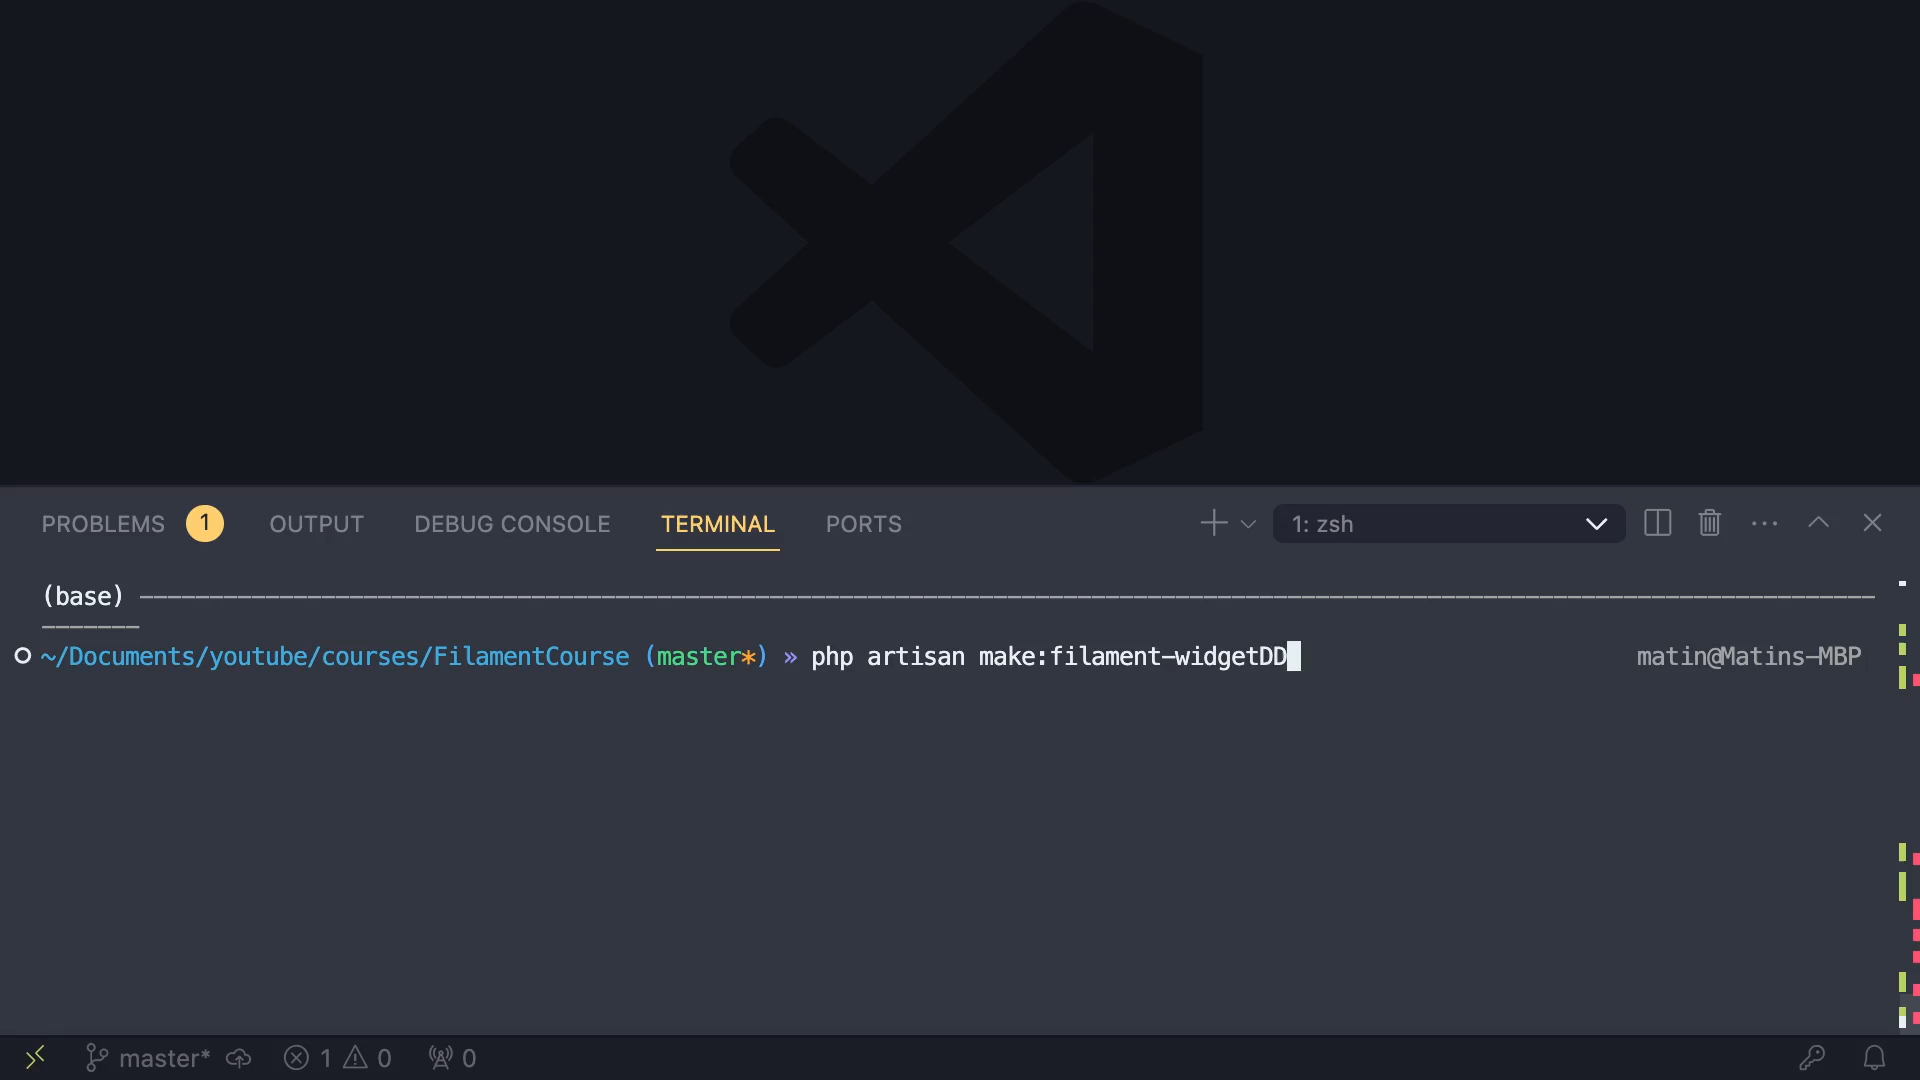 PROBLEMS 1 OUTPUT DEBUG CONSOLE TERMINAL PORTS 1: zsh
(base) 
~/Documents/youtube/courses/FilamentCourse (master*) » php artisan make:filament-widgetDD matin@Matins-MBP
master* 1 0 0